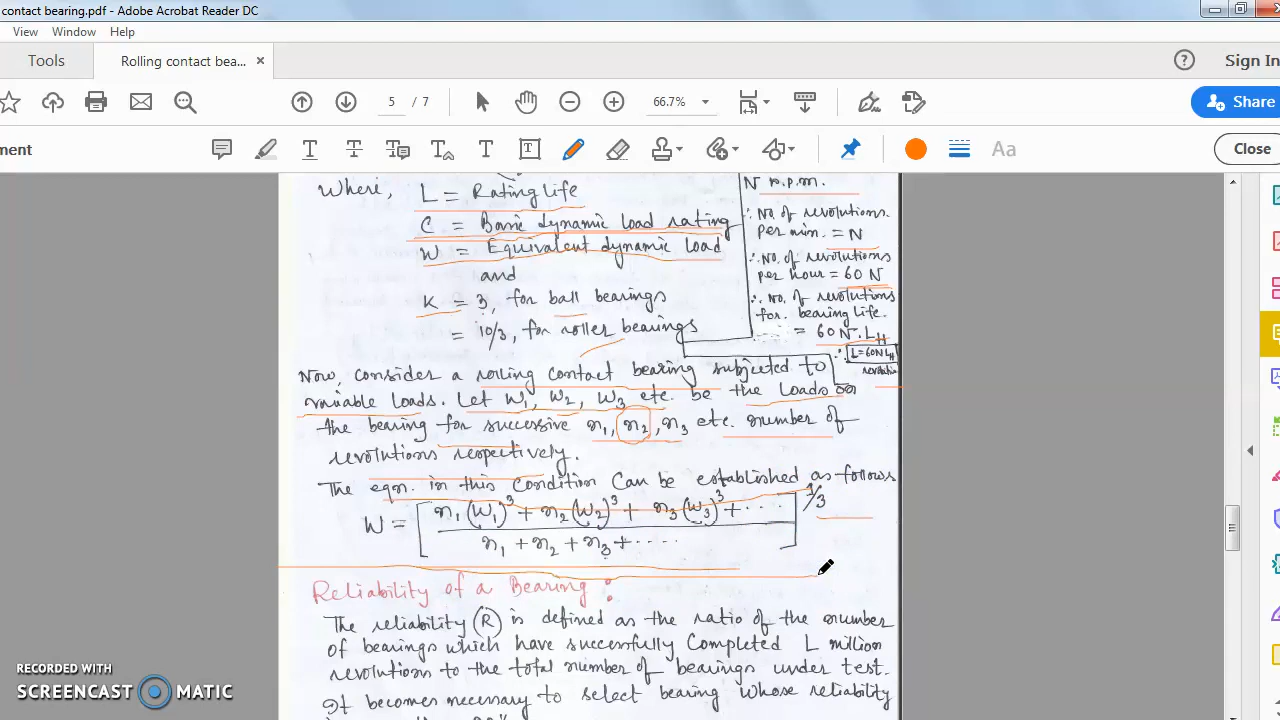 contact bearing.pdf - Adobe Acrobat Reader DC
View Window Help
Tools
Rolling contact bea... ×
? Sign In
5 / 7
66.7%
Share
ment
Aa
Close
Where, L = Rating life
C = Basic dynamic load rating
W = Equivalent dynamic load
and
K = 3, for ball bearings
= 10/3, for roller bearings
N r.p.m.
∴ No. of revolutions.
per min. = N
∴ No. of revolutions
per hour = 60 N
∴ No. of revolutions
for bearing life.
= 60 N. L_H
∴ L=60N L_H
Now, consider a rolling contact bearing subjected to
variable loads. Let W₁, W₂, W₃ etc. be the loads on
the bearing for successive n₁, n₂, n₃ etc. number of
revolutions respectively.
The eqn. in this condition can be established as follows
W = [ n₁(W₁)³ + n₂(W₂)³ + n₃(W₃)³ + .... ]^1/3
n₁ + n₂ + n₃ + ....
Reliability of a Bearing :
The reliability (R) is defined as the ratio of the number
of bearings which have successfully Completed L million
revolutions to the total number of bearings under test.
It becomes necessary to select bearing whose reliability
RECORDED WITH
SCREENCAST MATIC